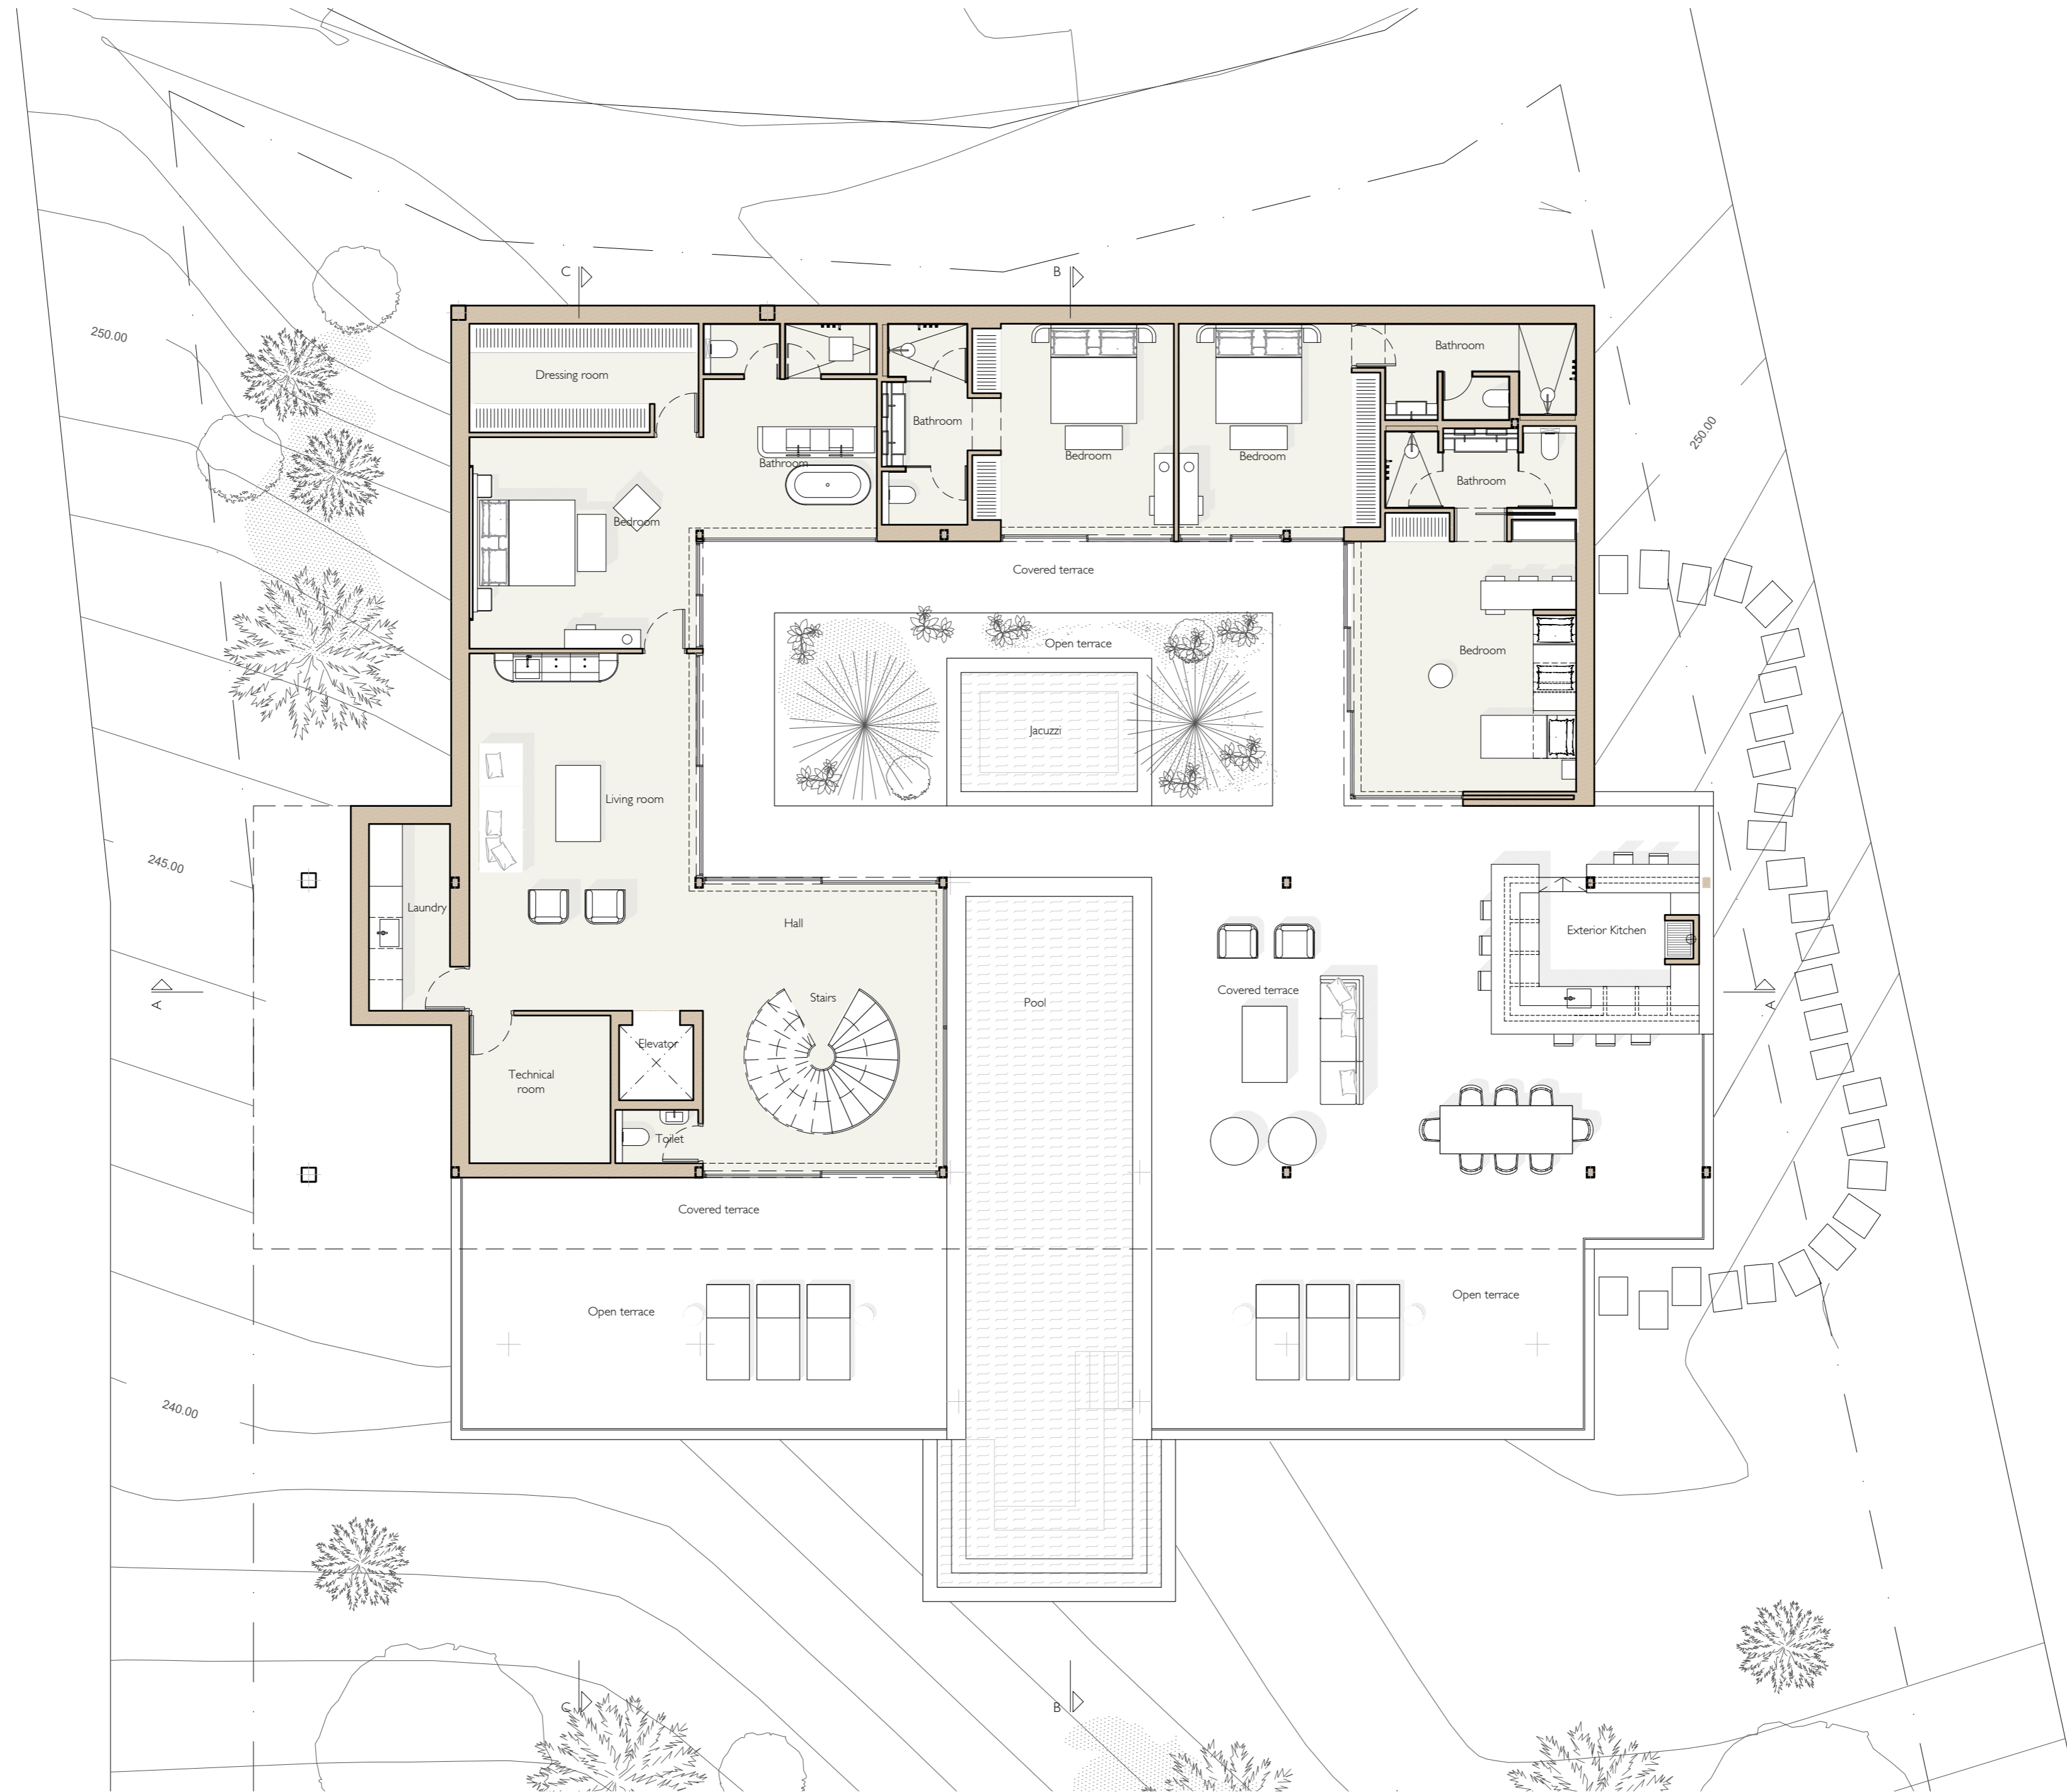 C
B
250.00
Bathroom
Dressing room
Bathroom
250.00
Bedroom
Bedroom
Bathroom
Bathroom
Bedroom
Covered terrace
Open terrace
Bedroom
Jacuzzi
Living room
245.00
Laundry
Hall
Exterior Kitchen
Stairs
Pool
Covered terrace
A
A
Elevator
Technical
room
Toilet
Covered terrace
Open terrace
Open terrace
240.00
C
B